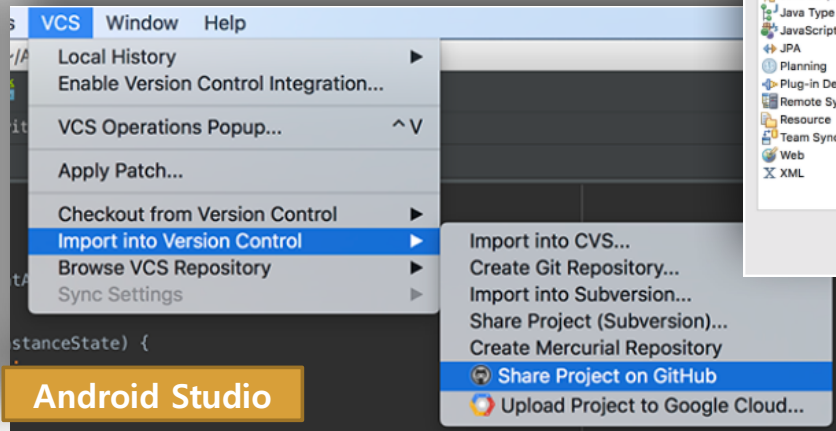 VCS Window Help
Local History
Enable Version Control Integration...
VCS Operations Popup... ^V
Apply Patch...
Checkout from Version Control
Import into Version Control
Browse VCS Repository
Sync Settings
Import into CVS...
Create Git Repository...
Import into Subversion...
Share Project (Subversion)...
Create Mercurial Repository
Share Project on GitHub
Upload Project to Google Cloud...
stanceState) {
Android Studio
Java Type
JavaScript
JPA
Planning
Plug-in De
Remote Sy
Resource
Team Sync
Web
XML